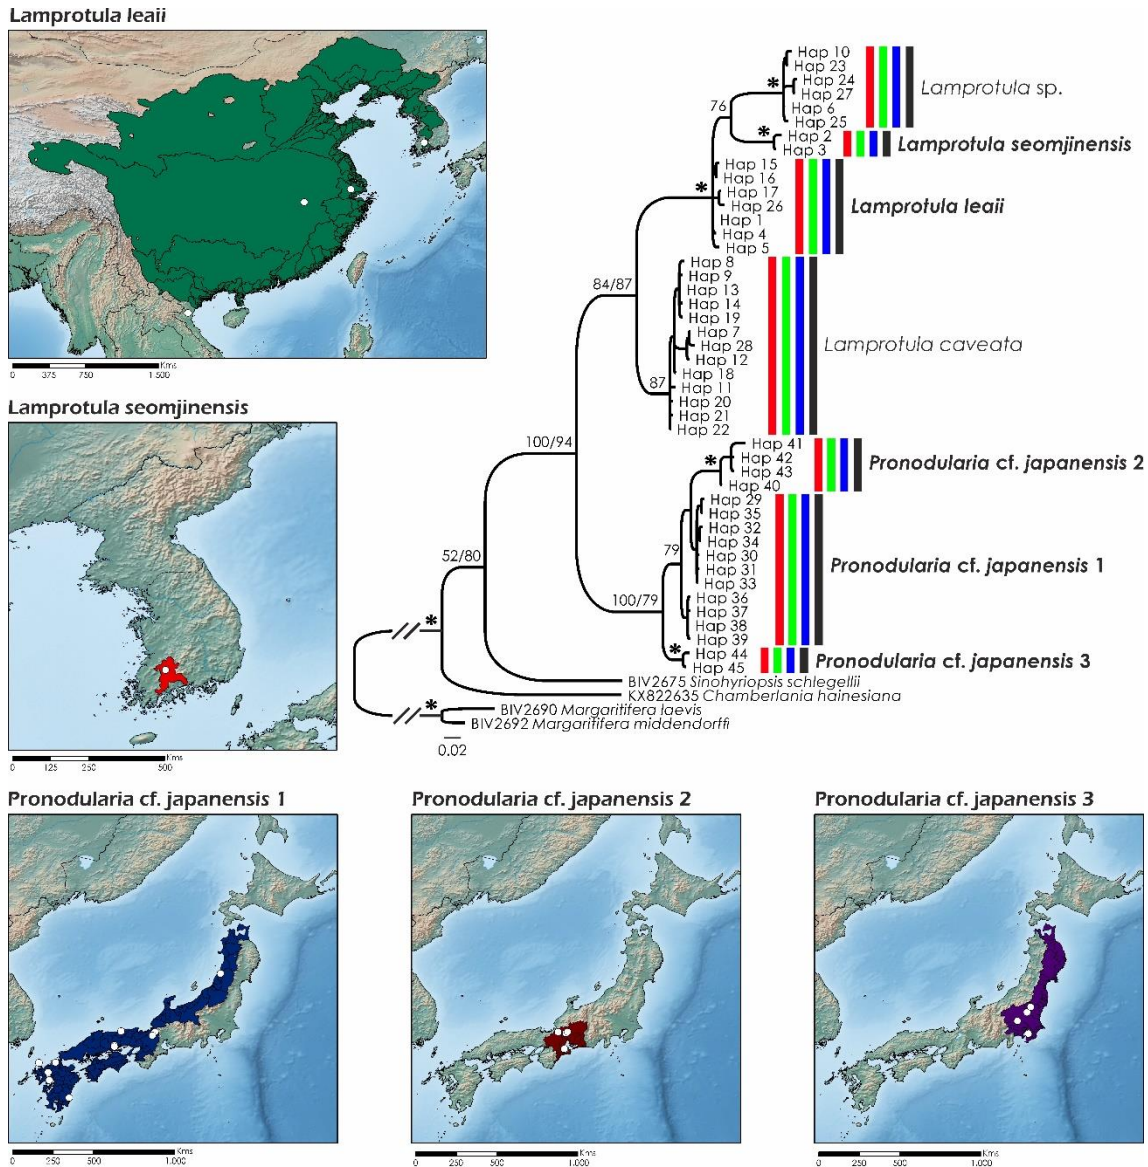 Lamprotula leaii
0 375 750 1.500 Kms
Lamprotula seomjinensis
0 125 250 500 Kms
Hap 10
Hap 23
Hap 24
Hap 27
Hap 6
Hap 25
Lamprotula sp.
Hap 2
Hap 3
Lamprotula seomjinensis
Hap 15
Hap 16
Hap 17
Hap 26
Hap 1
Hap 4
Hap 5
Lamprotula leaii
Hap 8
Hap 9
Hap 13
Hap 14
Hap 19
Hap 7
Hap 28
Hap 12
Hap 18
Hap 11
Hap 20
Hap 21
Hap 22
Lamprotula caveata
Hap 41
Hap 42
Hap 43
Hap 40
Pronodularia cf. japanensis 2
Hap 29
Hap 35
Hap 32
Hap 34
Hap 30
Hap 31
Hap 33
Hap 36
Hap 37
Hap 38
Hap 39
Pronodularia cf. japanensis 1
Hap 44
Hap 45
Pronodularia cf. japanensis 3
BIV2675 Sinohyriopsis schlegellii
KX822635 Chamberlania hainesiana
BIV2690 Margaritifera laevis
BIV2692 Margaritifera middendorffi
*
76
*
*
84/87
87
100/94
*
79
52/80
100/79
*
*
*
0.02
Pronodularia cf. japanensis 1
0 250 500 1.000 Kms
Pronodularia cf. japanensis 2
0 250 500 1.000 Kms
Pronodularia cf. japanensis 3
0 250 500 1.000 Kms